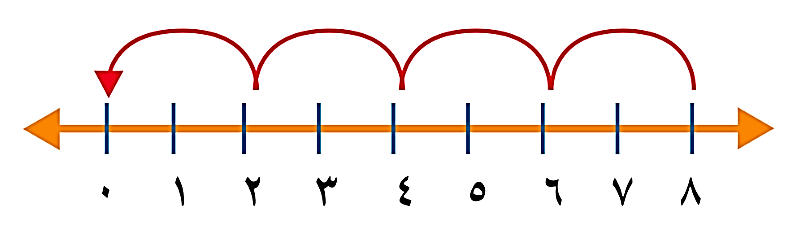 ٠ ١ ٢ ٣ ٤ ٥ ٦ ٧ ٨